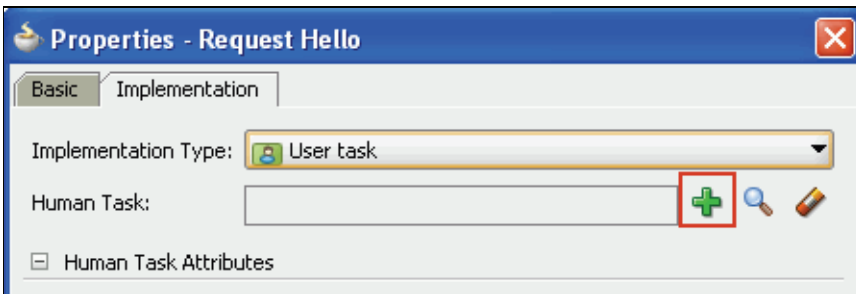 Properties - Request Hello
Basic Implementation
Implementation Type: User task
Human Task:
Human Task Attributes